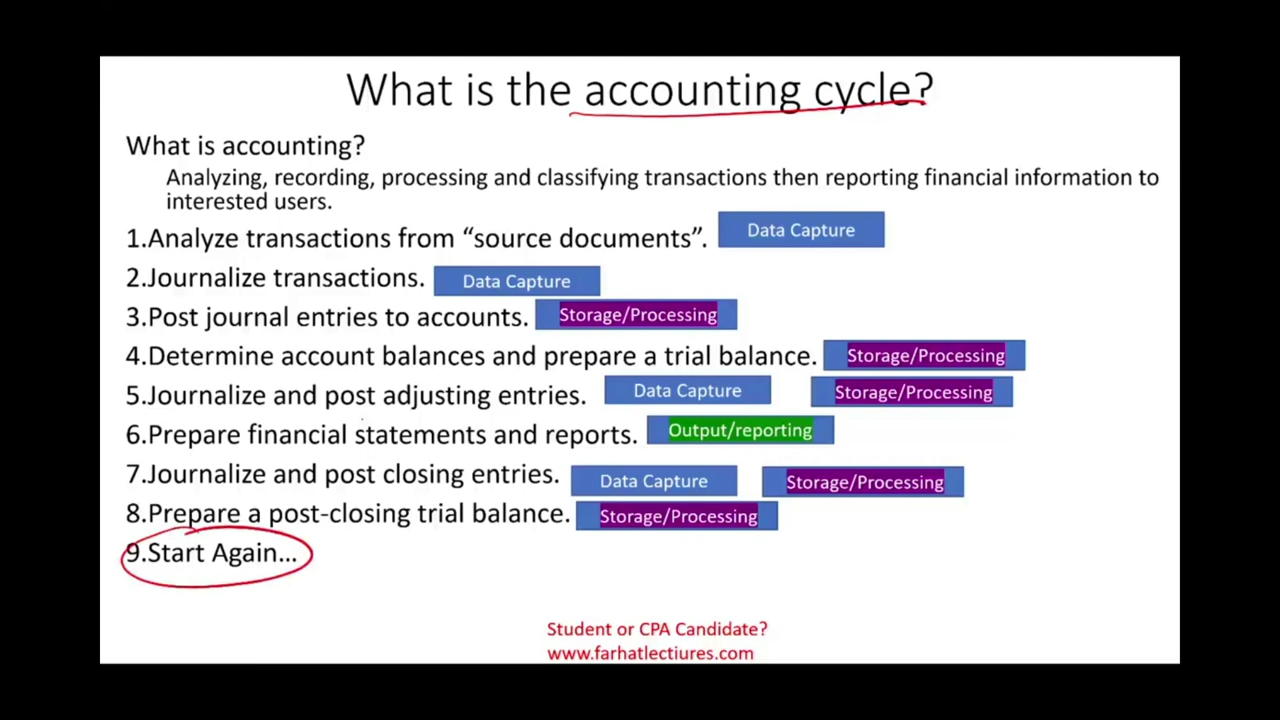 What is the accounting cycle?
What is accounting?
Analyzing, recording, processing and classifying transactions then reporting financial information to
interested users.
1.Analyze transactions from “source documents”. Data Capture
2.Journalize transactions. Data Capture
3.Post journal entries to accounts. Storage/Processing
4.Determine account balances and prepare a trial balance. Storage/Processing
5.Journalize and post adjusting entries. Data Capture Storage/Processing
6.Prepare financial statements and reports. Output/reporting
7.Journalize and post closing entries. Data Capture Storage/Processing
8.Prepare a post-closing trial balance. Storage/Processing
9.Start Again...
Student or CPA Candidate?
www.farhatlectiures.com